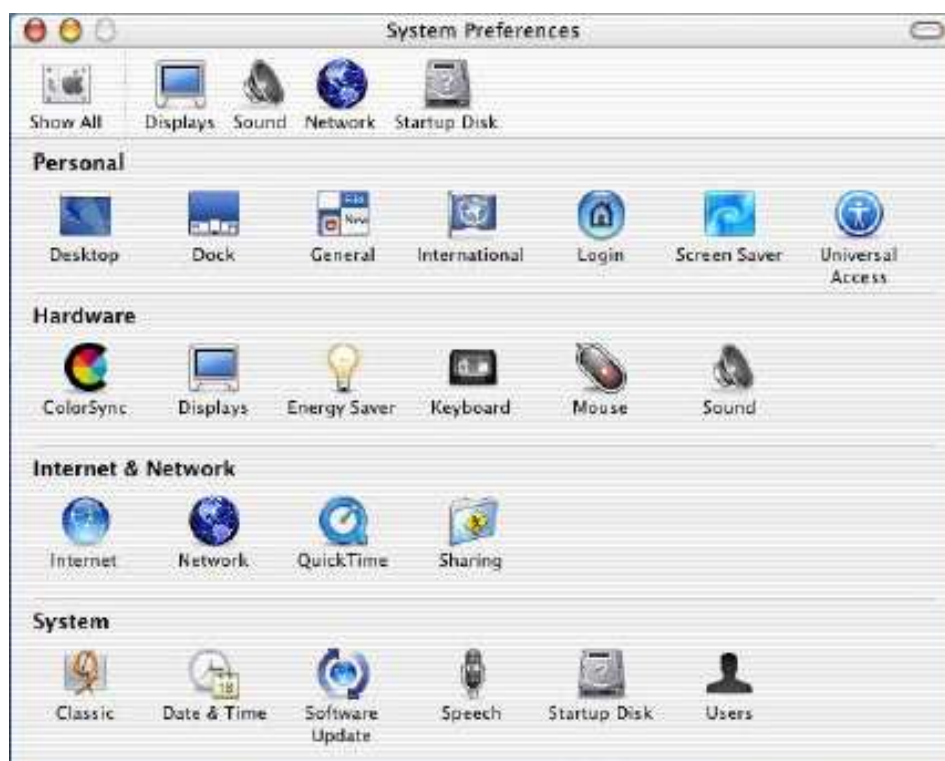 System Preferences
Show All Displays Sound Network Startup Disk
Personal
Desktop Dock General International Login Screen Saver Universal Access
Hardware
ColorSync Displays Energy Saver Keyboard Mouse Sound
Internet & Network
Internet Network QuickTime Sharing
System
Classic Date & Time Software Update Speech Startup Disk Users